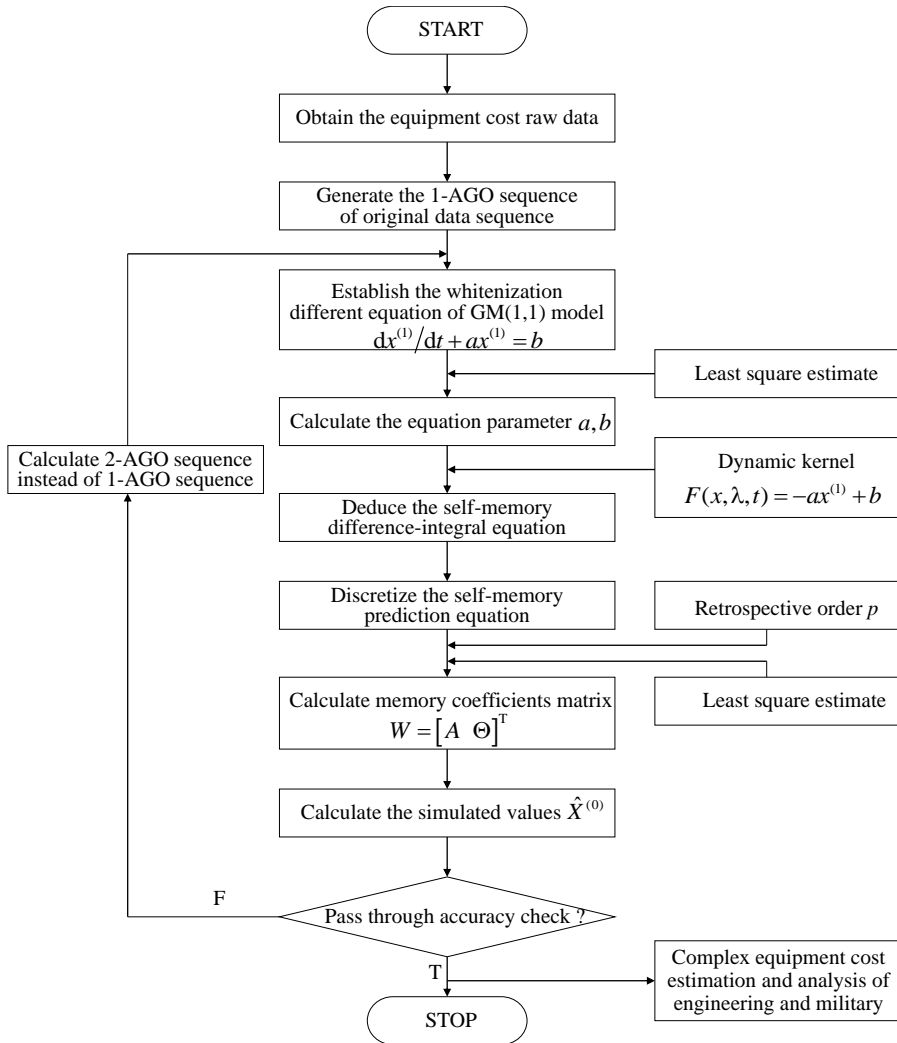 START
Obtain the equipment cost raw data
Generate the 1-AGO sequence
of original data sequence
Establish the whitenization
different equation of GM(1,1) model
dx⁽¹⁾/dt + ax⁽¹⁾ = b
Least square estimate
Calculate the equation parameter a,b
Calculate 2-AGO sequence
instead of 1-AGO sequence
Dynamic kernel
F(x,λ,t) = −ax⁽¹⁾ + b
Deduce the self-memory
difference-integral equation
Discretize the self-memory
prediction equation
Retrospective order p
Calculate memory coefficients matrix
W = [A Θ]ᵀ
Least square estimate
Calculate the simulated values X̂⁽⁰⁾
F
Pass through accuracy check ?
T
Complex equipment cost
estimation and analysis of
engineering and military
STOP